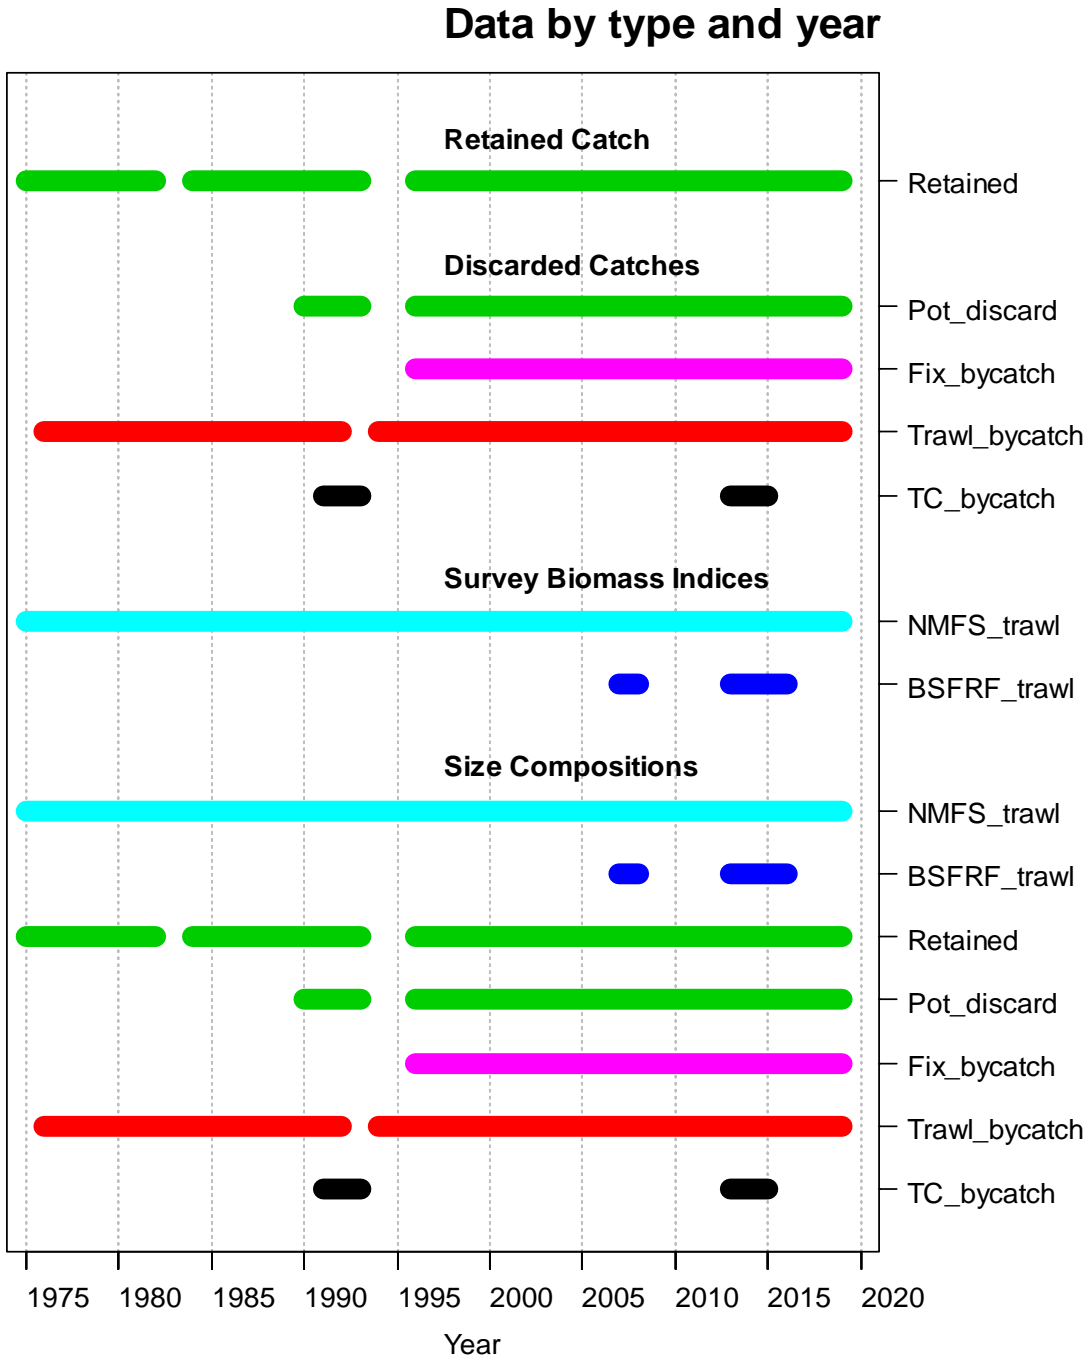 Data by type and year
Retained Catch
Retained
Discarded Catches
Pot_discard
Fix_bycatch
Trawl_bycatch
TC_bycatch
Survey Biomass Indices
NMFS_trawl
BSFRF_trawl
Size Compositions
NMFS_trawl
BSFRF_trawl
Retained
Pot_discard
Fix_bycatch
Trawl_bycatch
TC_bycatch
1975 1980 1985 1990 1995 2000 2005 2010 2015 2020
Year